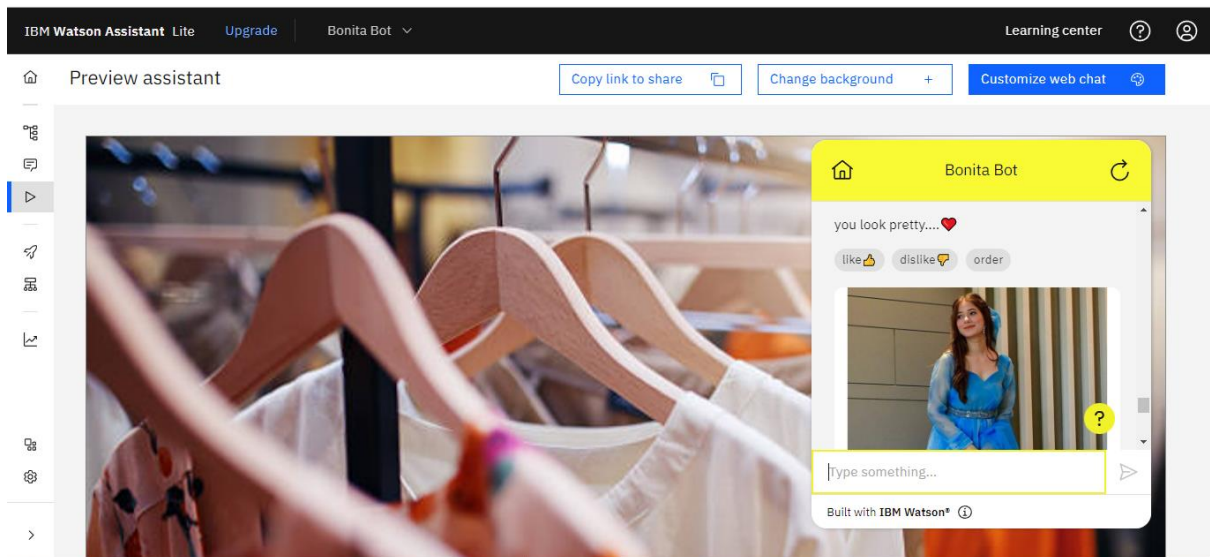 IBM Watson Assistant Lite Upgrade Bonita Bot Learning center
Preview assistant Copy link to share Change background + Customize web chat
Bonita Bot
you look pretty....❤
like👍 dislike👎 order
?
Type something...
Built with IBM Watson®